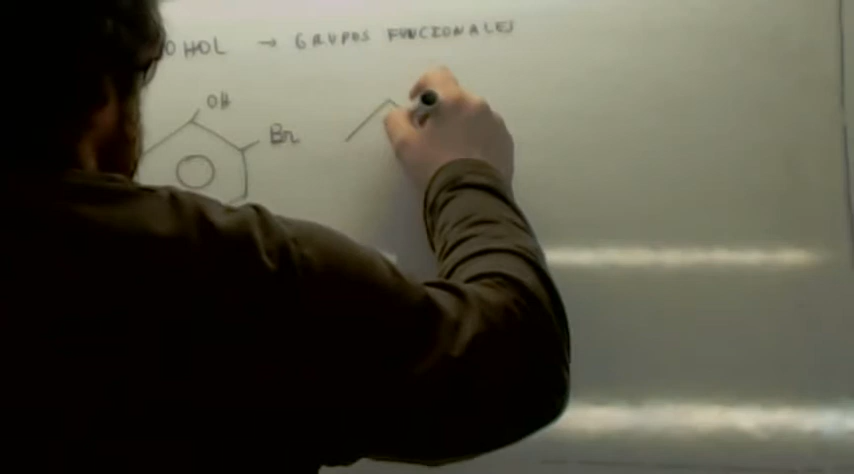 OHOL → GRUPOS FUNCIONALES
OH
Br